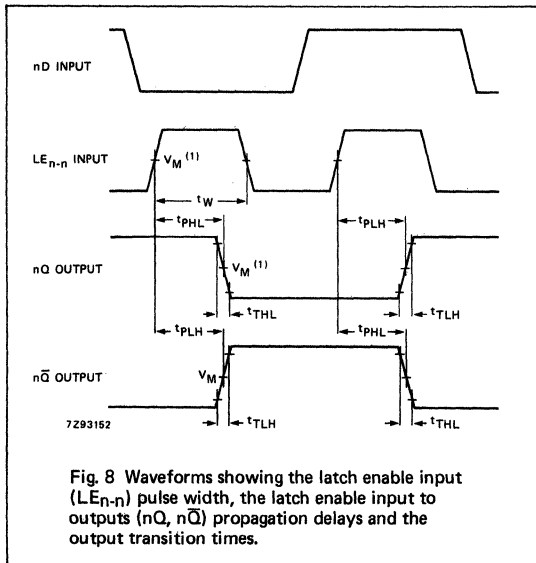 nD INPUT
LEn-n INPUT
VM (1)
tW
tPHL
tPLH
nQ OUTPUT
VM (1)
tTHL
tTLH
tPLH
tPHL
nQ̅ OUTPUT
VM
7Z93152
tTLH
tTHL
Fig. 8 Waveforms showing the latch enable input
(LEn-n) pulse width, the latch enable input to
outputs (nQ, nQ̅) propagation delays and the
output transition times.